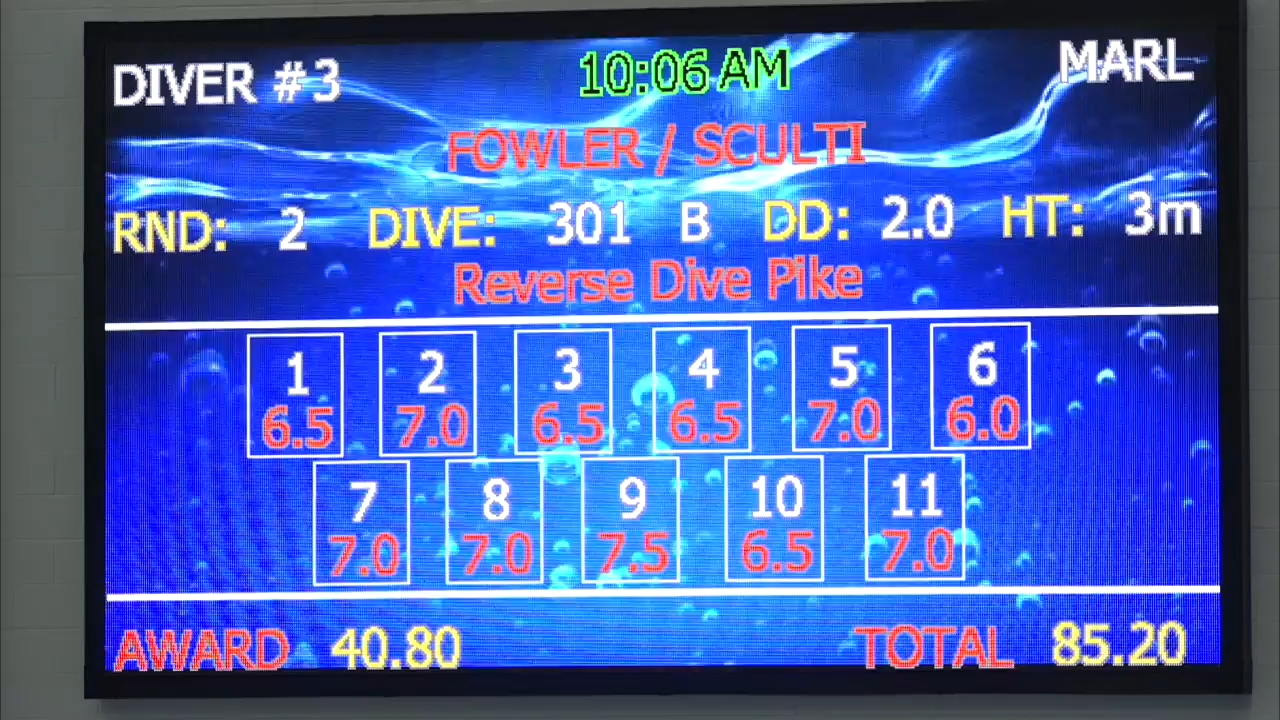 DIVER #3 10:06 AM MARL
FOWLER / SCULTI
RND: 2 DIVE: 301 B DD: 2.0 HT: 3m
Reverse Dive Pike
1 2 3 4 5 6
6.5 7.0 6.5 6.5 7.0 6.0
7 8 9 10 11
7.0 7.0 7.5 6.5 7.0
AWARD 40.80 TOTAL 85.20